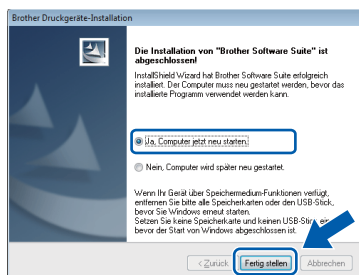 Brother Druckgeräte-Installation
Die Installation von "Brother Software Suite" ist
abgeschlossen!
InstallShield Wizard hat Brother Software Suite erfolgreich
installiert. Der Computer muss neu gestartet werden, bevor das
installierte Programm verwendet werden kann.
Ja, Computer jetzt neu starten.
Nein, Computer wird später neu gestartet.
Wenn Ihr Gerät über Speichermedium-Funktionen verfügt,
entfernen Sie bitte alle Speicherkarten oder den USB-Stick,
bevor Sie Windows erneut starten.
Setzen Sie keine Speicherkarte und keinen USB-Stick ein,
bevor der Start von Windows abgeschlossen ist.
< Zurück
Fertig stellen
Abbrechen